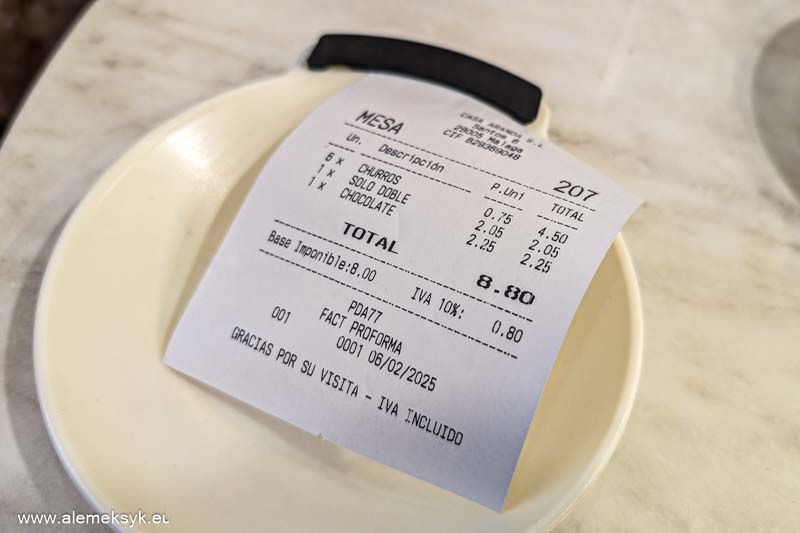 CASA ARANDA S.L
Santos 6
29005 Malaga
CIF B29389048
MESA 207
Un. Descripción P.Uni TOTAL
6 x CHURROS 0.75 4.50
1 x SOLO DOBLE 2.05 2.05
1 x CHOCOLATE 2.25 2.25
TOTAL 8.80
Base Imponible:8.00 IVA 10%: 0.80
PDA77
001 FACT PROFORMA
0001 06/02/2025
GRACIAS POR SU VISITA - IVA INCLUIDO
www.alemeksyk.eu